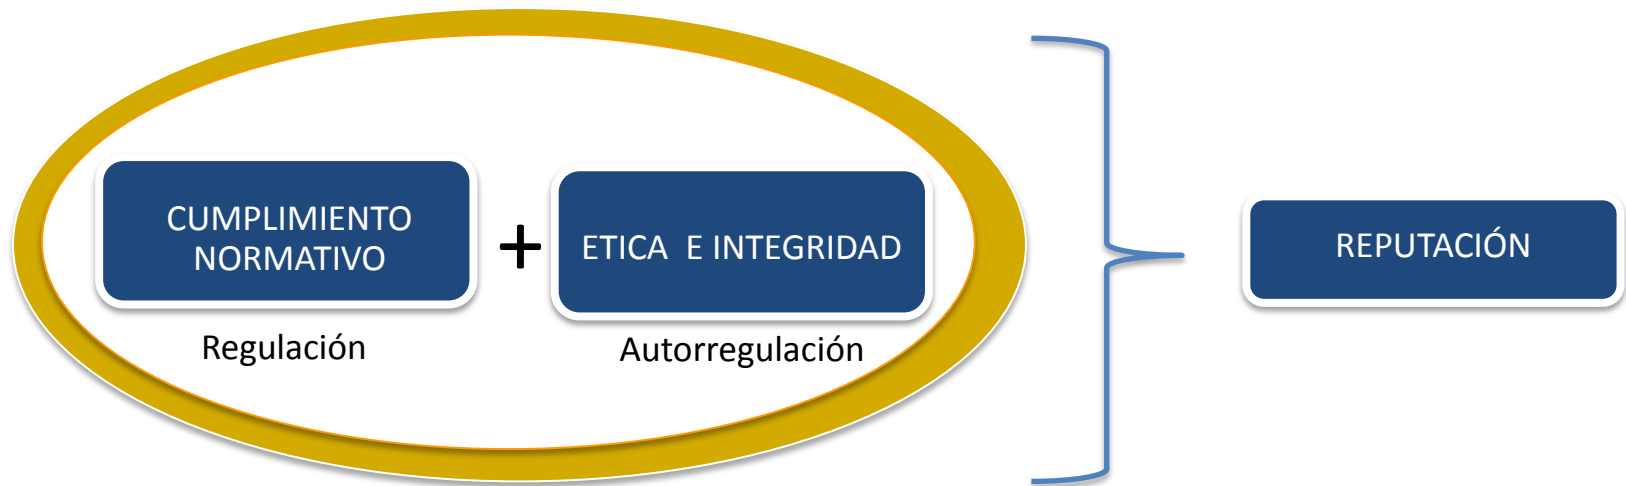 CUMPLIMIENTO
NORMATIVO
+
ETICA E INTEGRIDAD
REPUTACIÓN
Regulación
Autorregulación